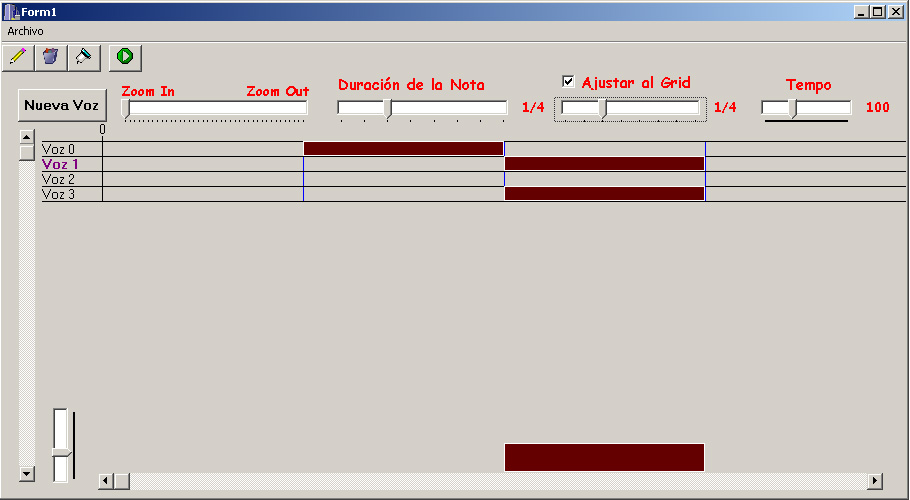 Form1
Archivo
Nueva Voz
Zoom In Zoom Out
Duración de la Nota
1/4
Ajustar al Grid
1/4
Tempo
100
0
Voz 0
Voz 1
Voz 2
Voz 3